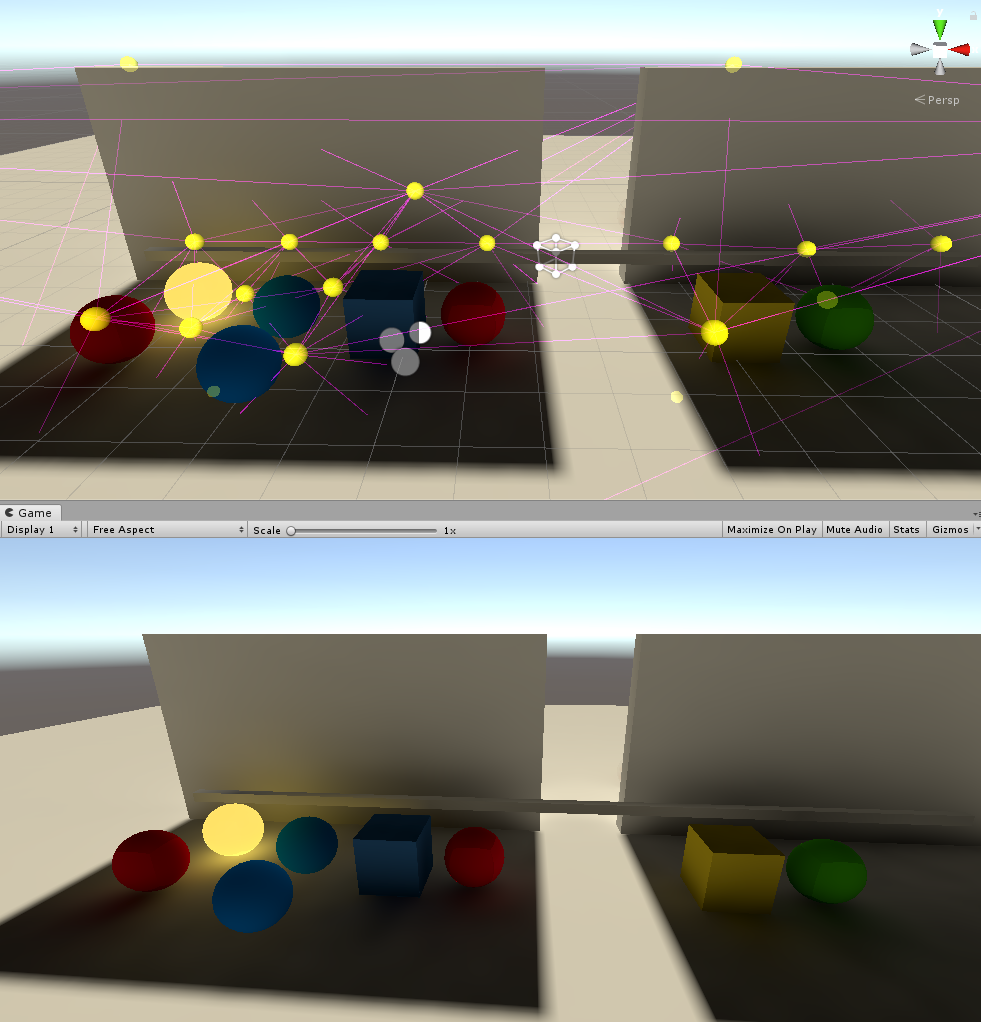 y
Persp
Game
Display 1
Free Aspect
Scale
1x
Maximize On Play
Mute Audio
Stats
Gizmos